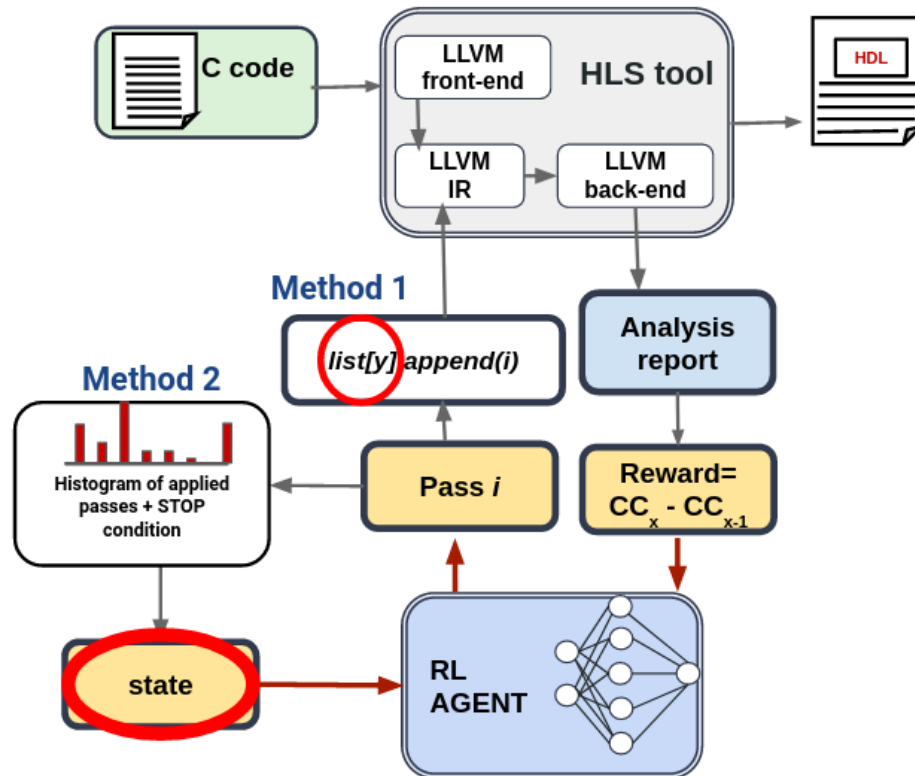 C code
LLVM
front-end
HLS tool
HDL
LLVM
IR
LLVM
back-end
Method 1
list[y] append(i)
Analysis
report
Method 2
Histogram of applied
passes + STOP
condition
Pass i
Reward=
CCx - CCx-1
state
RL
AGENT